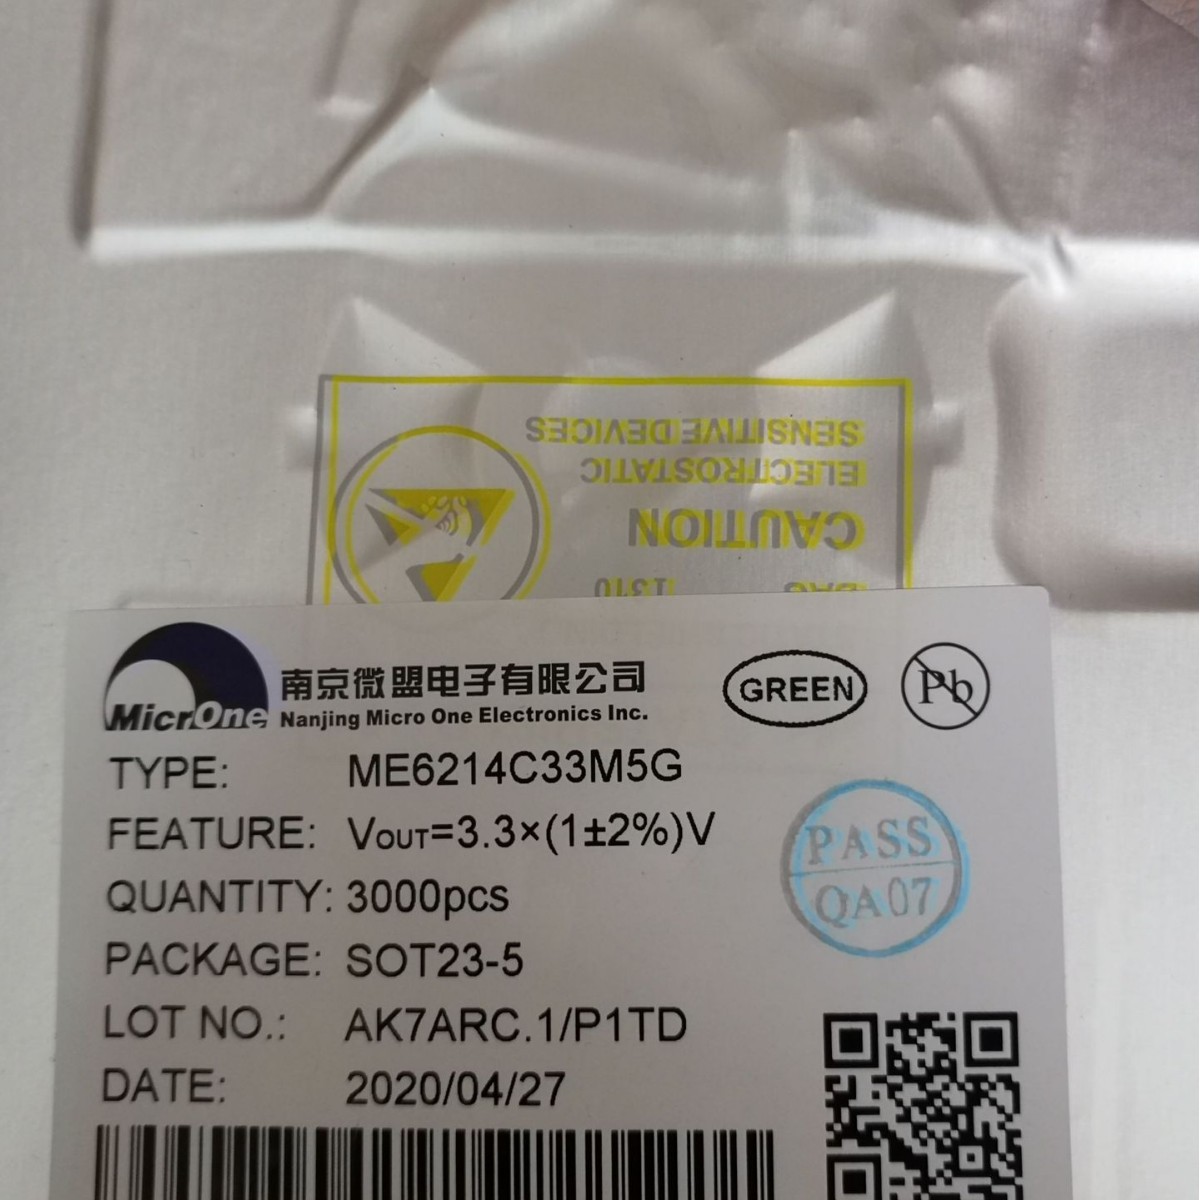 SENSITIVE DEVICES
ELECTROSTATIC
CAUTION
1310
MicrOne
南京微盟电子有限公司
Nanjing Micro One Electronics Inc.
GREEN
Pb
TYPE: ME6214C33M5G
FEATURE: VOUT=3.3×(1±2%)V
QUANTITY: 3000pcs
PACKAGE: SOT23-5
LOT NO.: AK7ARC.1/P1TD
DATE: 2020/04/27
PASS
QA07